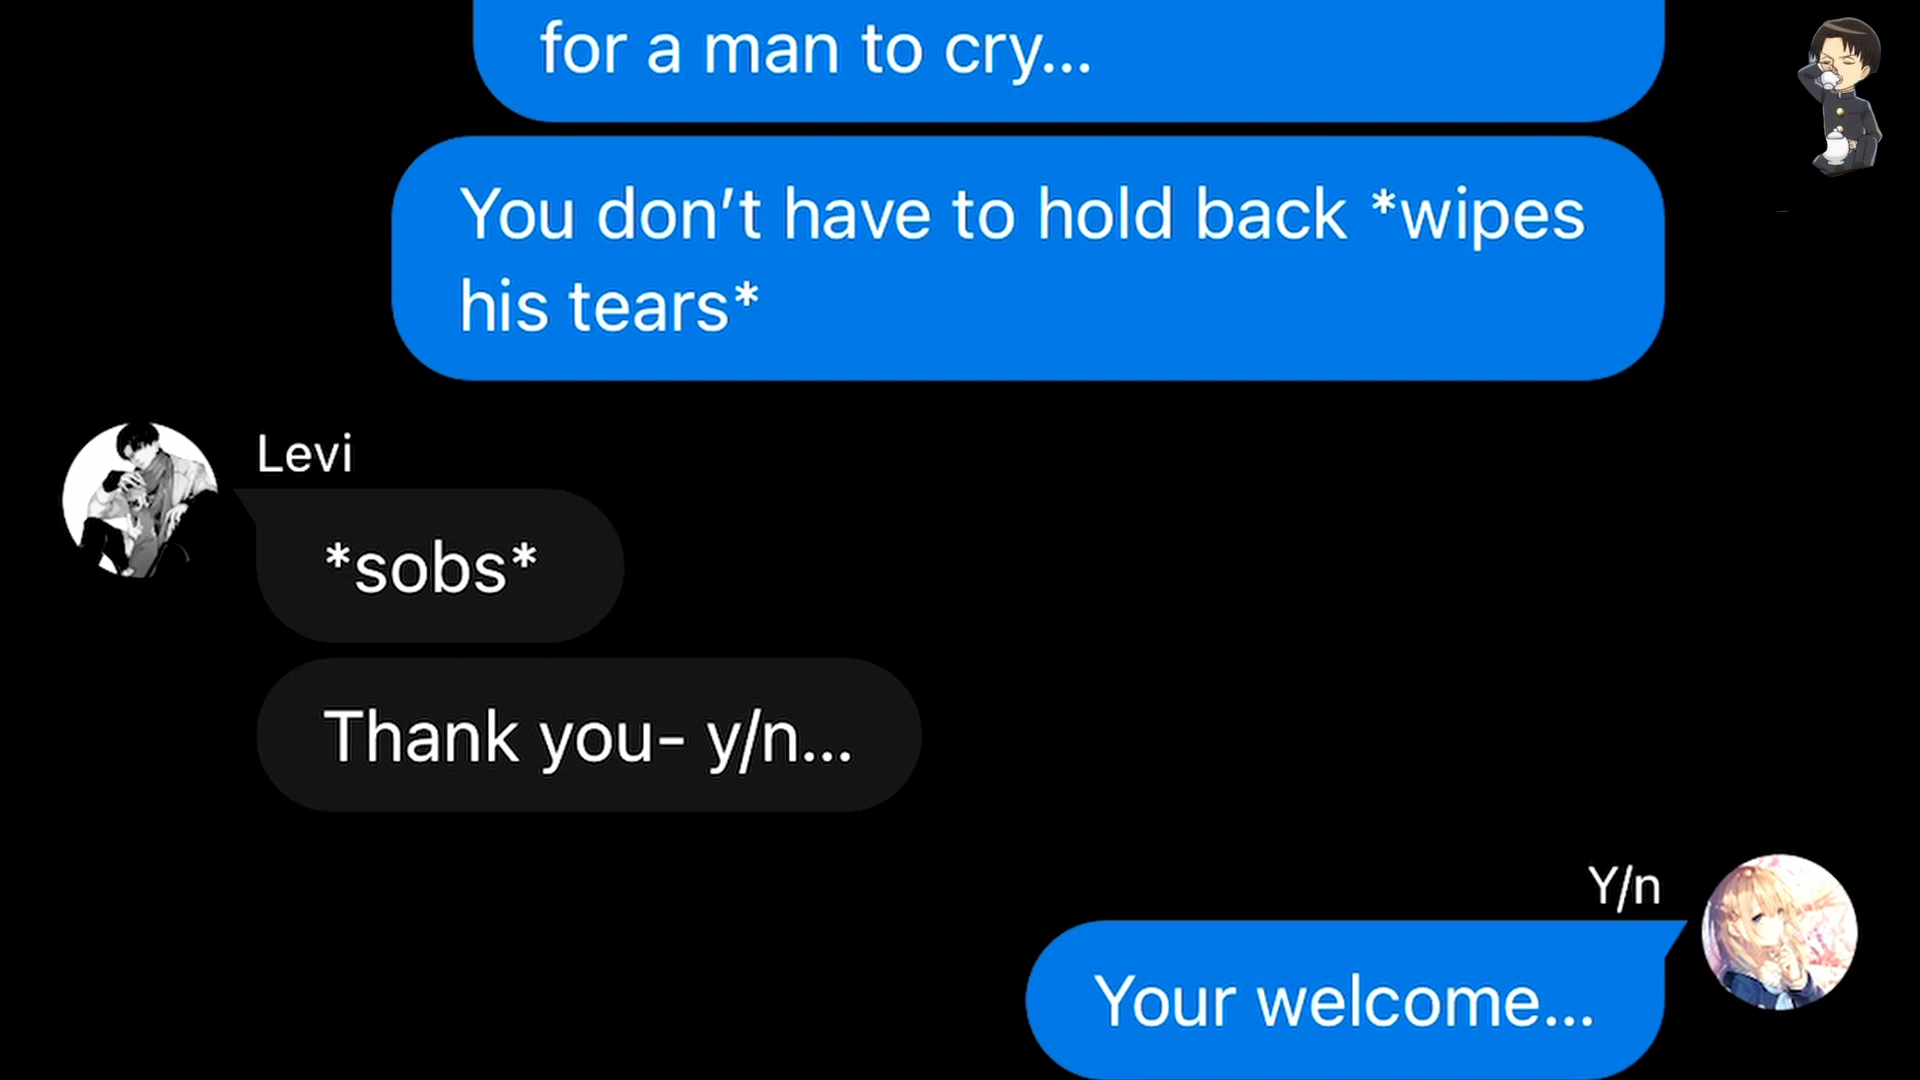 for a man to cry...
You don’t have to hold back *wipes
his tears*
Levi
*sobs*
Thank you- y/n...
Y/n
Your welcome...